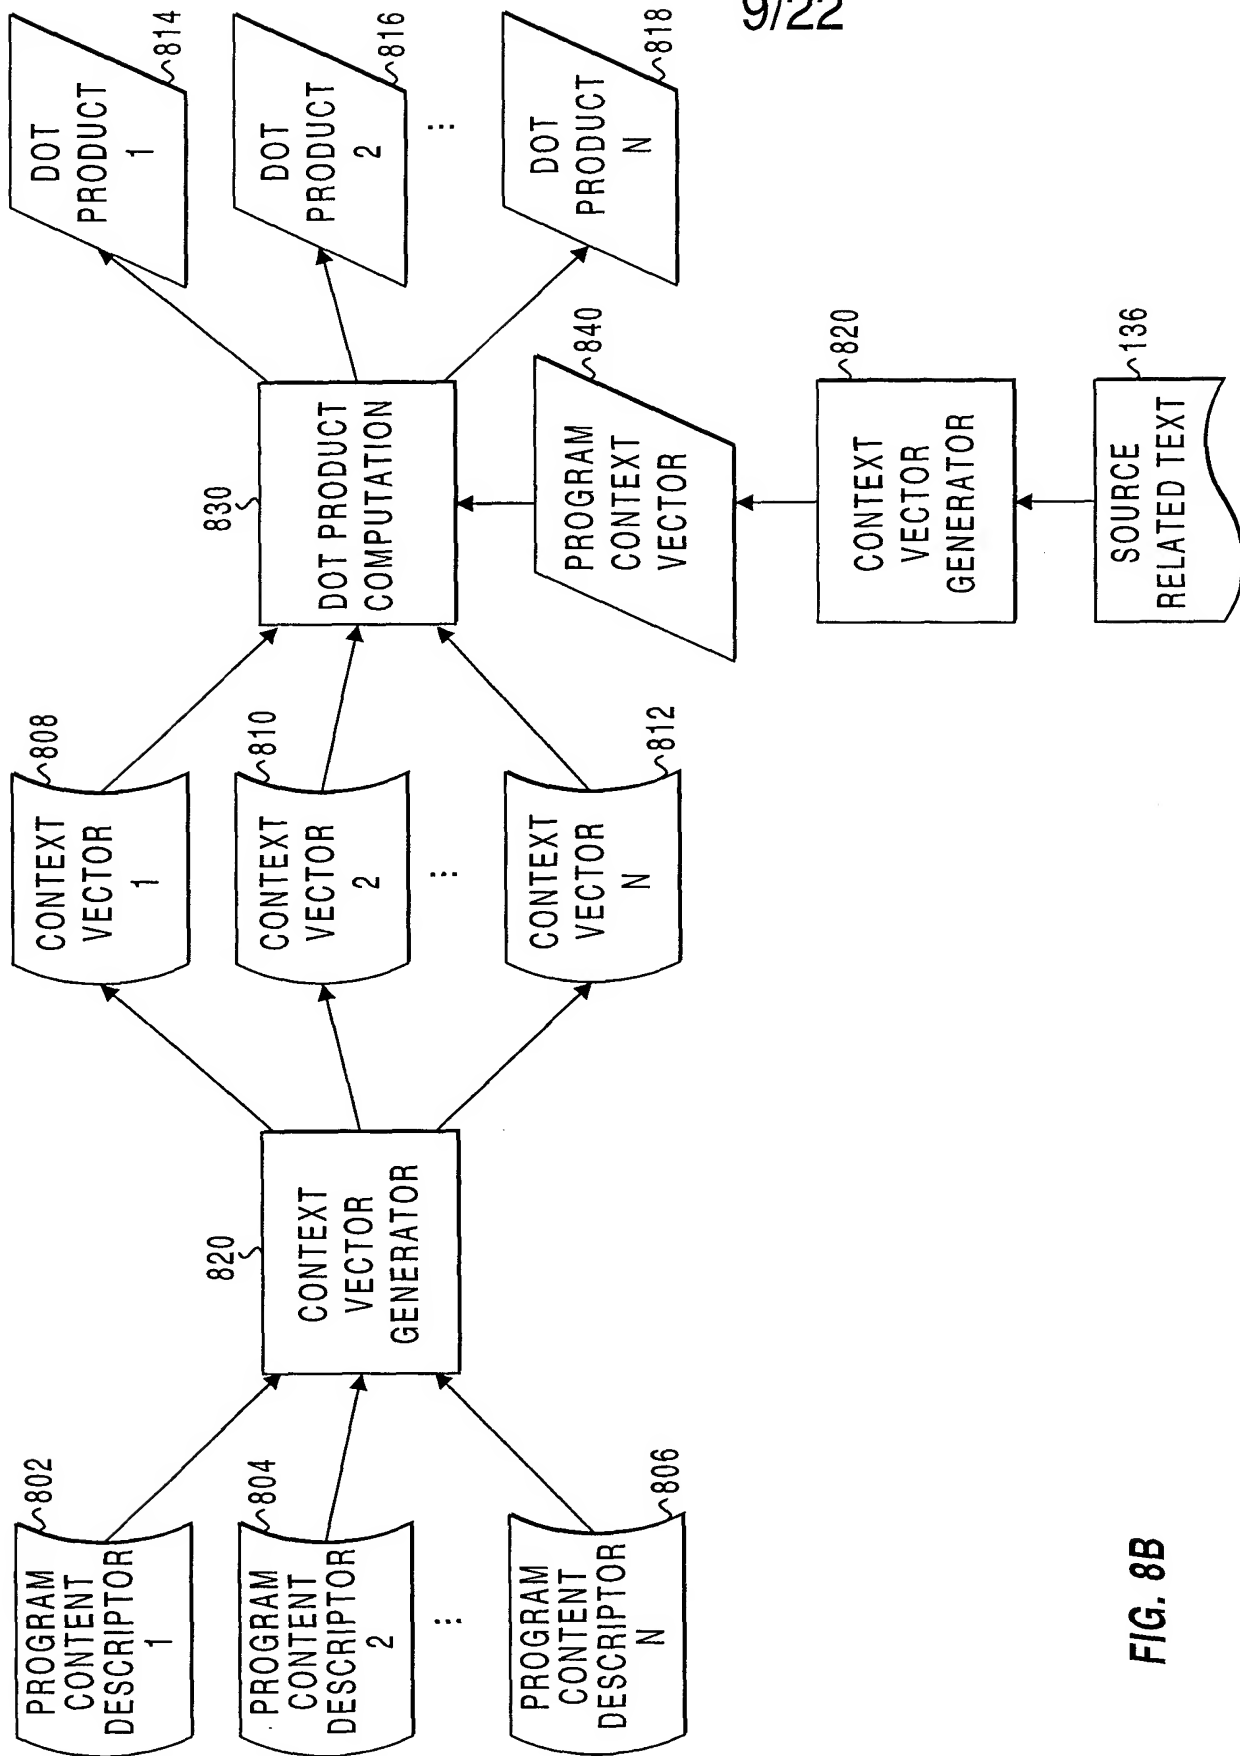 9/22
PROGRAM
CONTENT
DESCRIPTOR
1
802
PROGRAM
CONTENT
DESCRIPTOR
2
804
...
PROGRAM
CONTENT
DESCRIPTOR
N
806
820
CONTEXT
VECTOR
GENERATOR
CONTEXT
VECTOR
1
808
CONTEXT
VECTOR
2
810
...
CONTEXT
VECTOR
N
812
830
DOT PRODUCT
COMPUTATION
DOT
PRODUCT
1
814
DOT
PRODUCT
2
816
...
DOT
PRODUCT
N
818
PROGRAM
CONTEXT
VECTOR
840
CONTEXT
VECTOR
GENERATOR
820
SOURCE
RELATED TEXT
136
FIG. 8B